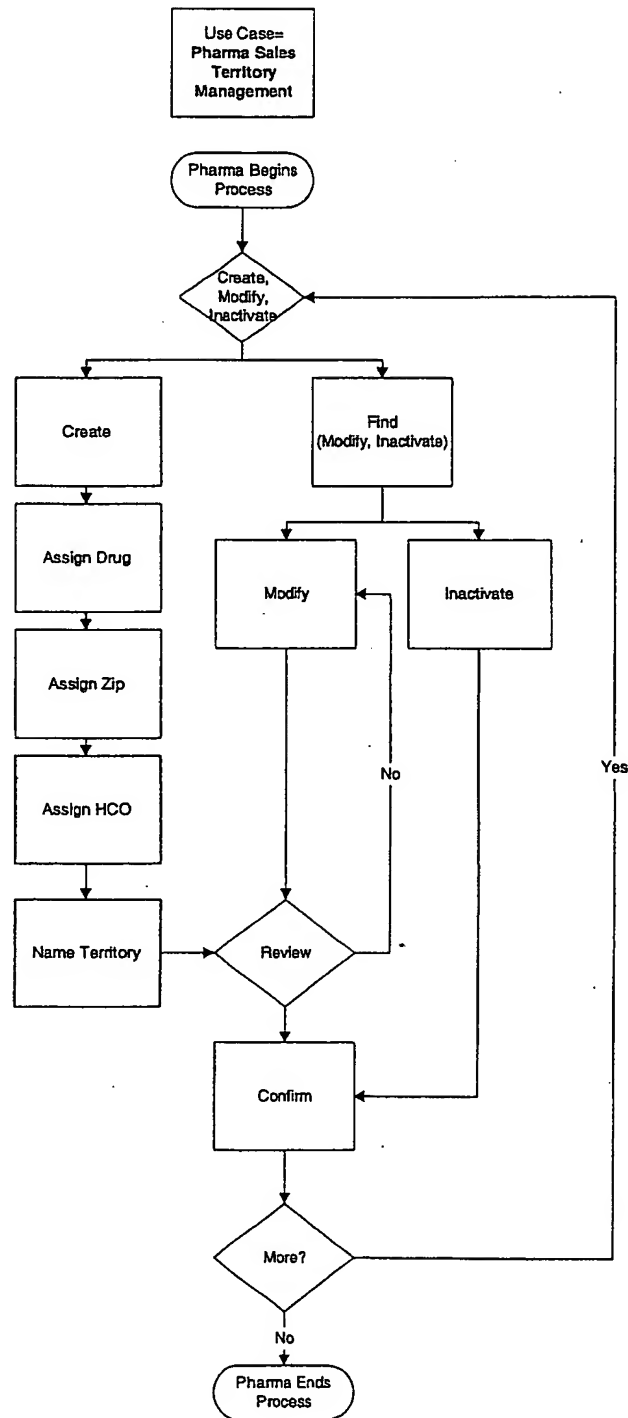 Use Case=
Pharma Sales
Territory
Management
Pharma Begins
Process
Create,
Modify,
Inactivate
Create
Find
(Modify, Inactivate)
Assign Drug
Modify
Inactivate
Assign Zip
No
Yes
Assign HCO
Name Territory
Review
Confirm
More?
No
Pharma Ends
Process